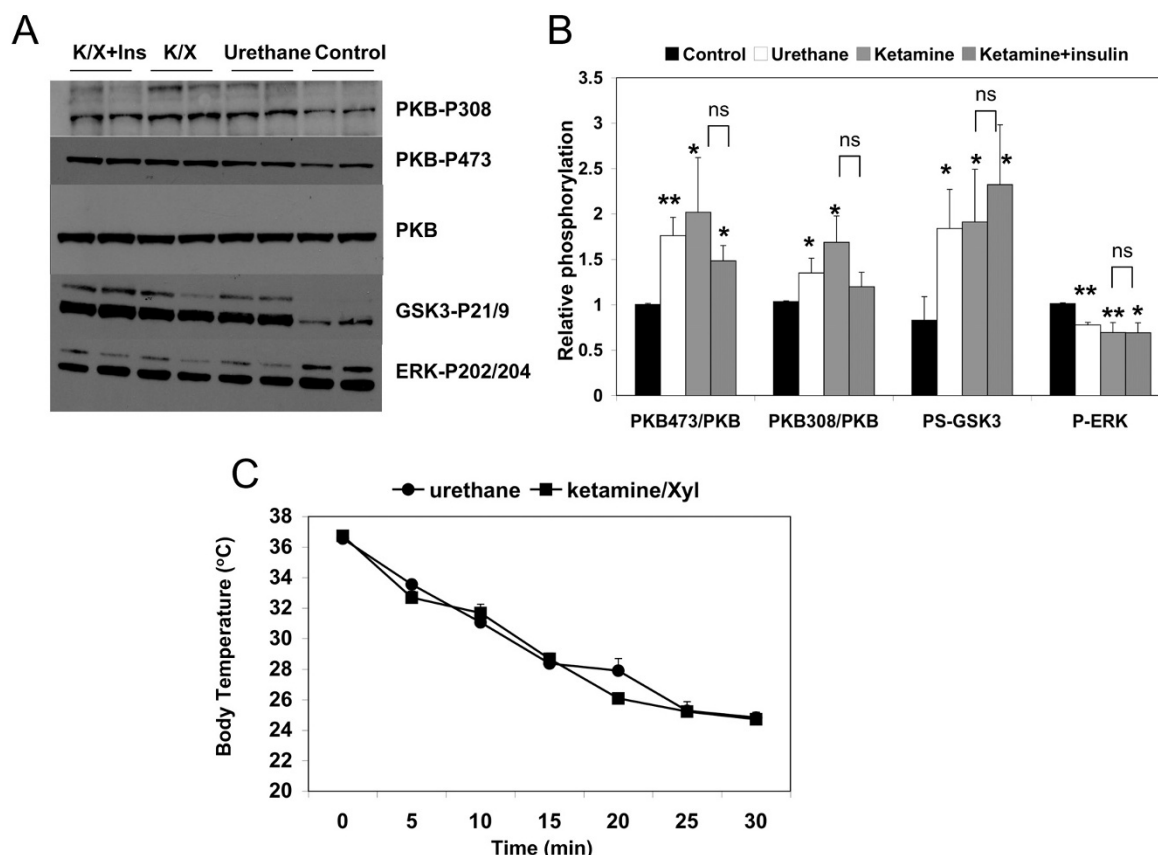 A
K/X+Ins K/X Urethane Control
PKB-P308
PKB-P473
PKB
GSK3-P21/9
ERK-P202/204
B
Control Urethane Ketamine Ketamine+insulin
Relative phosphorylation
3.5
3
2.5
2
1.5
1
0.5
0
** * * ns
* * ns
* * * ns
** ** * ns
PKB473/PKB PKB308/PKB PS-GSK3 P-ERK
C
urethane ketamine/Xyl
Body Temperature (°C)
38
36
34
32
30
28
26
24
22
20
0 5 10 15 20 25 30
Time (min)